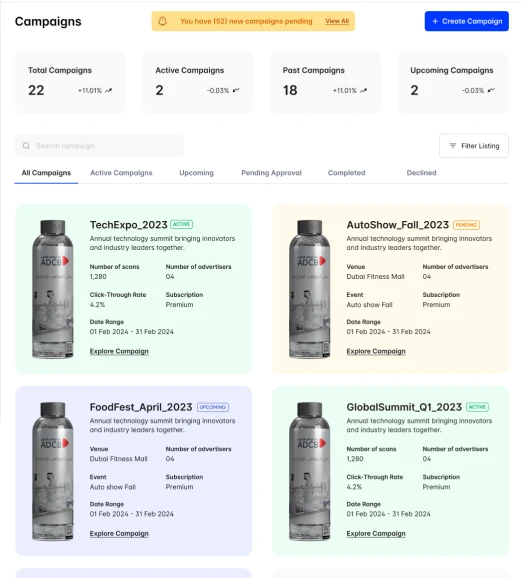 Campaigns
You have (52) new campaigns pending View All
+ Create Campaign
Total Campaigns
22 +11.01%
Active Campaigns
2 -0.03%
Past Campaigns
18 +11.01%
Upcoming Campaigns
2 -0.03%
Search campaign
Filter Listing
All Campaigns Active Campaigns Upcoming Pending Approval Completed Declined
ADCB
TechExpo_2023 ACTIVE
Annual technology summit bringing innovators
and industry leaders together.
Number of scans Number of advertisers
1,280 04
Click-Through Rate Subscription
4.2% Premium
Date Range
01 Feb 2024 - 31 Feb 2024
Explore Campaign
ADCB
AutoShow_Fall_2023 PENDING
Annual technology summit bringing innovators
and industry leaders together.
Venue Number of advertisers
Dubai Fitness Mall 04
Event Subscription
Auto show Fall Premium
Date Range
01 Feb 2024 - 31 Feb 2024
Explore Campaign
ADCB
FoodFest_April_2023 UPCOMING
Annual technology summit bringing innovators
and industry leaders together.
Venue Number of advertisers
Dubai Fitness Mall 04
Event Subscription
Auto show Fall Premium
Date Range
01 Feb 2024 - 31 Feb 2024
Explore Campaign
ADCB
GlobalSummit_Q1_2023 ACTIVE
Annual technology summit bringing innovators
and industry leaders together.
Number of scans Number of advertisers
1,280 04
Click-Through Rate Subscription
4.2% Premium
Date Range
01 Feb 2024 - 31 Feb 2024
Explore Campaign